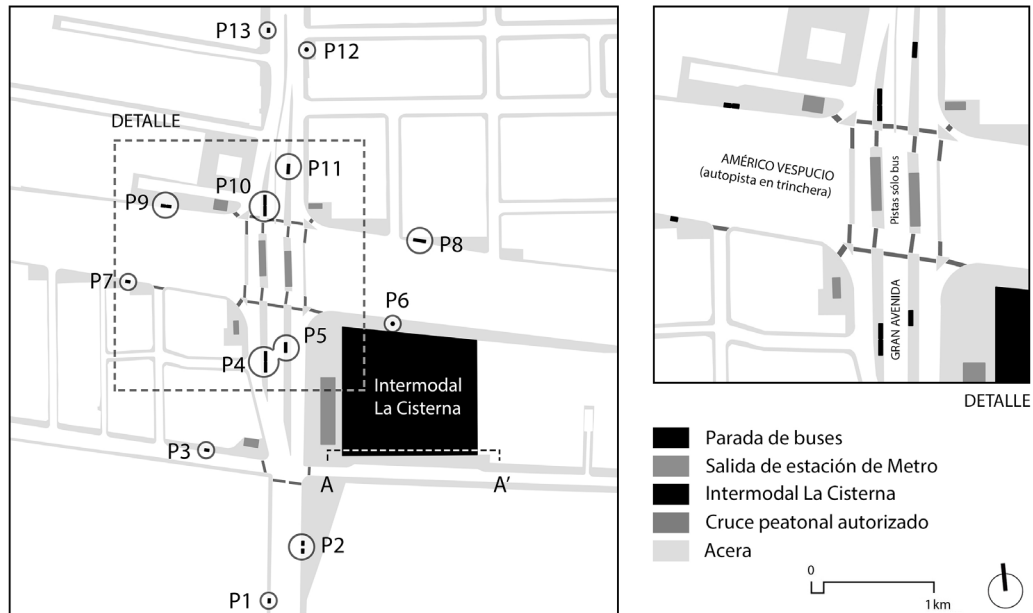 P13
P12
DETALLE
P11
P10
P9
P8
P7
P6
P5
P4
Intermodal
La Cisterna
P3
A
A'
P2
P1
AMÉRICO VESPUCIO
(autopista en trinchera)
Pistas sólo bus
GRAN AVENIDA
DETALLE
Parada de buses
Salida de estación de Metro
Intermodal La Cisterna
Cruce peatonal autorizado
Acera
0
1km